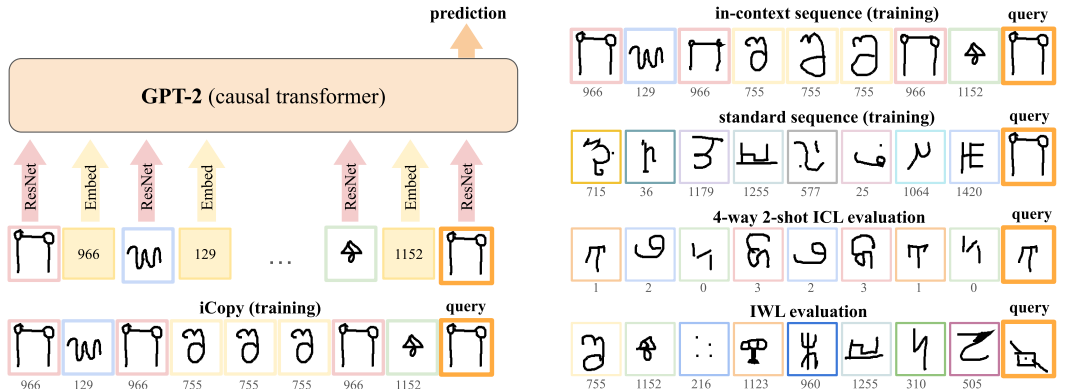 prediction
GPT-2 (causal transformer)
ResNet Embed ResNet Embed ResNet Embed ResNet
966 129 ... 1152
iCopy (training) query
966 129 966 755 755 755 966 1152
in-context sequence (training) query
966 129 966 755 755 755 966 1152
standard sequence (training) query
715 36 1179 1255 577 25 1064 1420
4-way 2-shot ICL evaluation query
1 2 0 3 2 3 1 0
IWL evaluation query
755 1152 216 1123 960 1255 310 505